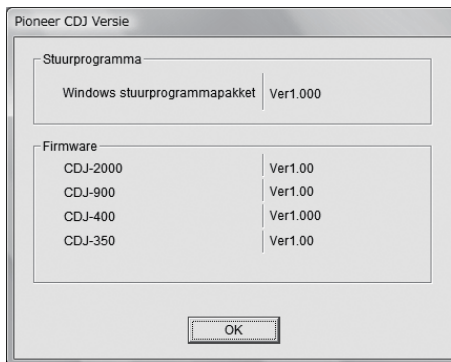 Pioneer CDJ Versie
Stuurprogramma
Windows stuurprogrammapakket Ver1.000
Firmware
CDJ-2000 Ver1.00
CDJ-900 Ver1.00
CDJ-400 Ver1.000
CDJ-350 Ver1.00
OK